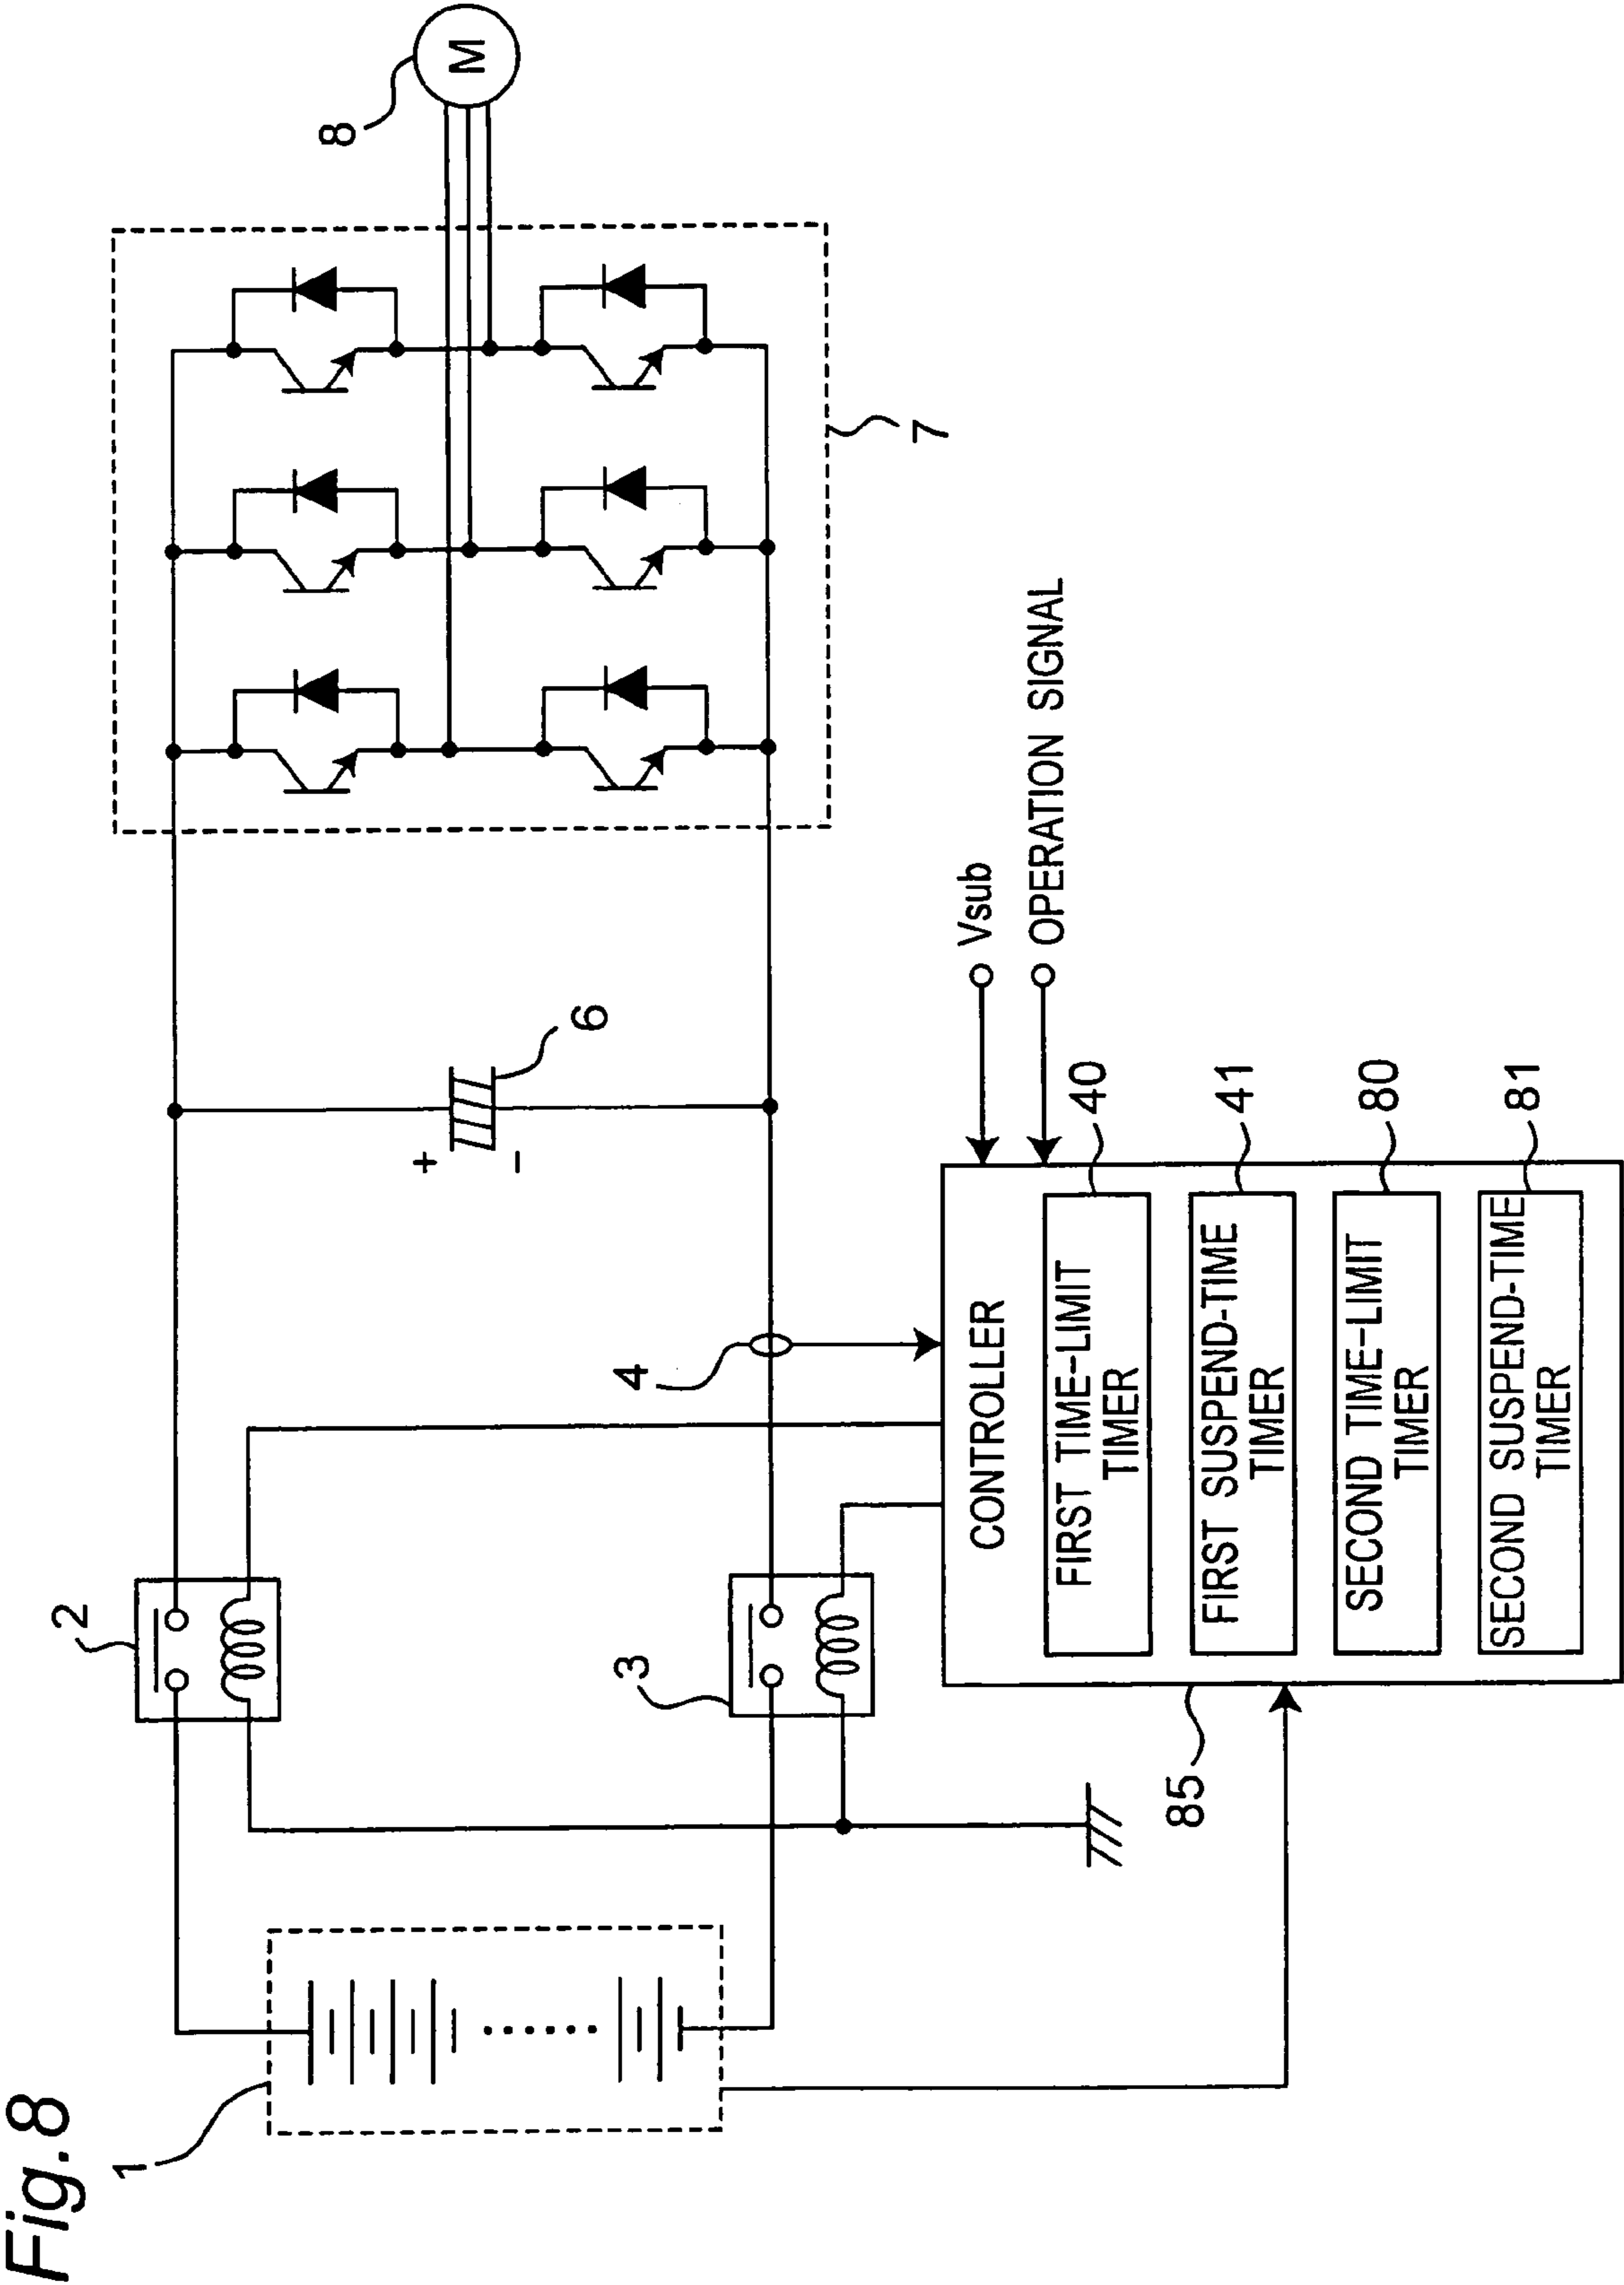 Fig.8
1
2
3
4
6
7
8
M
+
−
Vsub
OPERATION SIGNAL
85
CONTROLLER
FIRST TIME-LIMIT
TIMER
40
FIRST SUSPEND-TIME
TIMER
41
SECOND TIME-LIMIT
TIMER
80
SECOND SUSPEND-TIME
TIMER
81